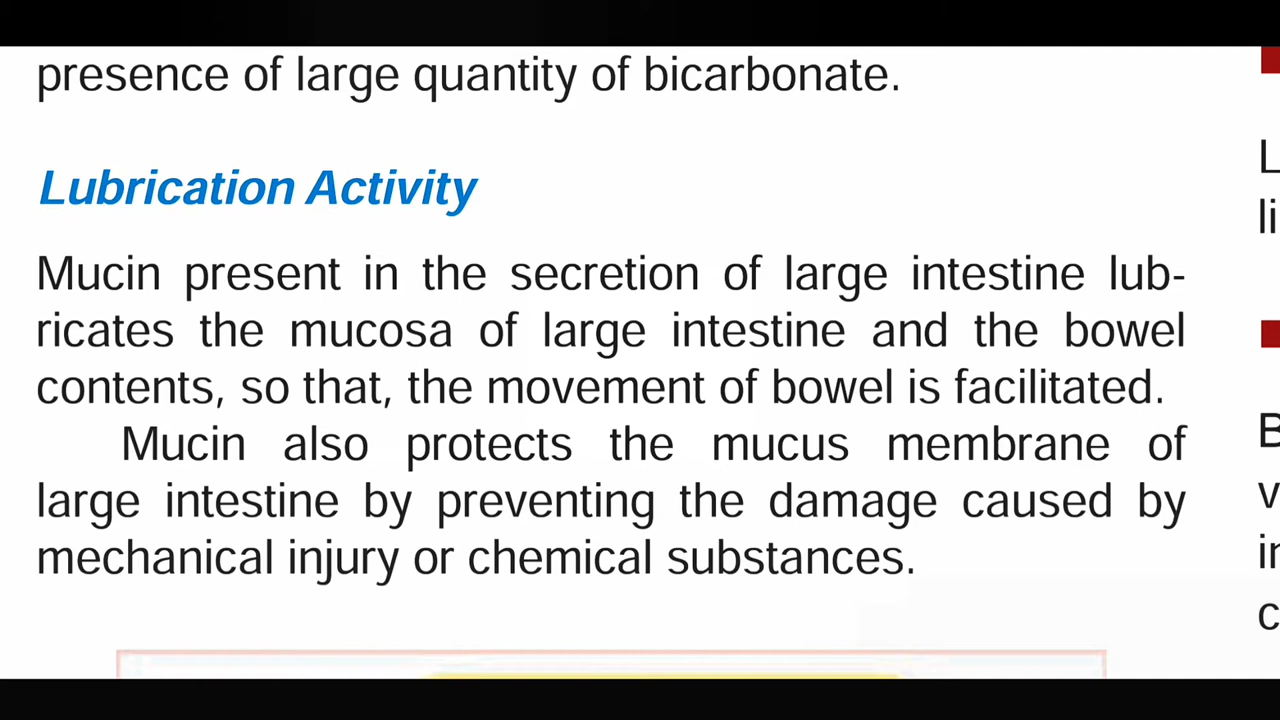 presence of large quantity of bicarbonate.
Lubrication Activity
Mucin present in the secretion of large intestine lub-
ricates the mucosa of large intestine and the bowel
contents, so that, the movement of bowel is facilitated.
Mucin also protects the mucus membrane of
large intestine by preventing the damage caused by
mechanical injury or chemical substances.